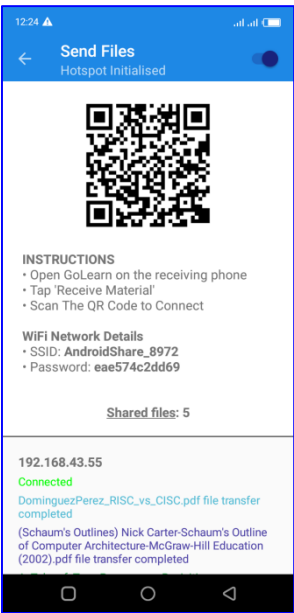 12:24
Send Files
Hotspot Initialised
INSTRUCTIONS
• Open GoLearn on the receiving phone
• Tap 'Receive Material'
• Scan The QR Code to Connect
WiFi Network Details
• SSID: AndroidShare_8972
• Password: eae574c2dd69
Shared files: 5
192.168.43.55
Connected
DominguezPerez_RISC_vs_CISC.pdf file transfer
completed
(Schaum's Outlines) Nick Carter-Schaum's Outline
of Computer Architecture-McGraw-Hill Education
(2002).pdf file transfer completed